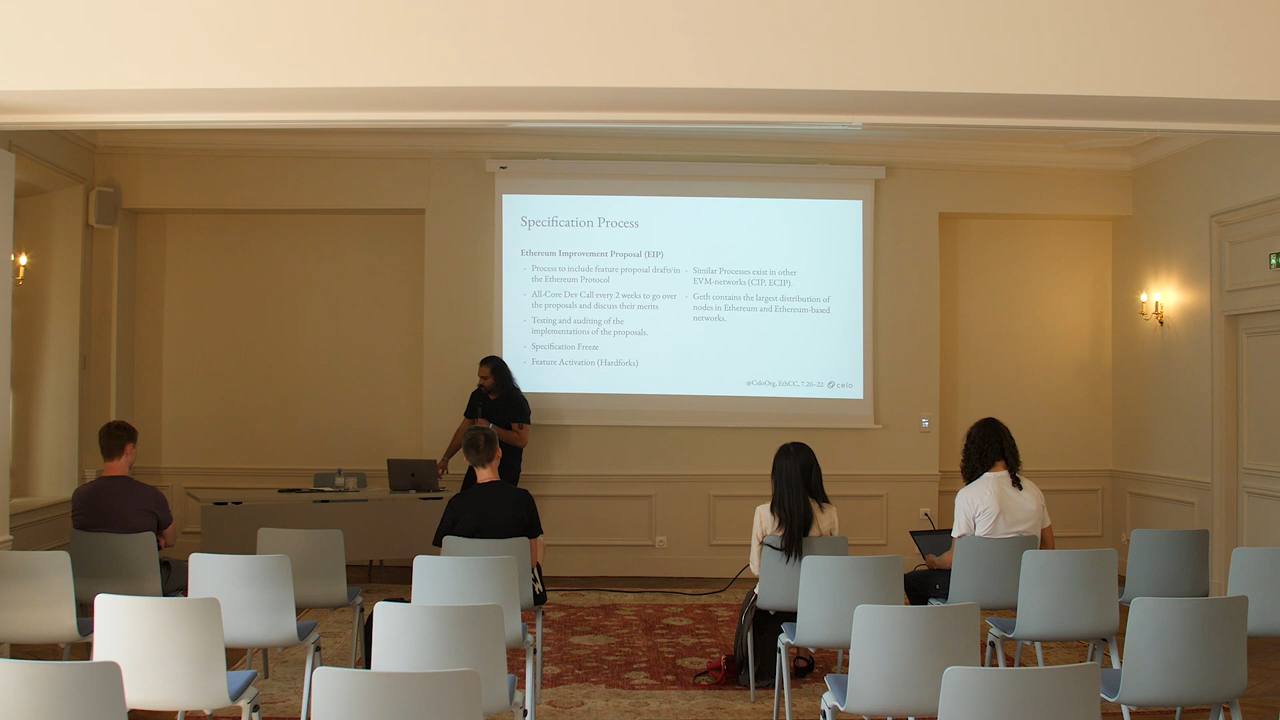 Specification Process
Ethereum Improvement Proposal (EIP)
- Process to include feature proposal drafts in
the Ethereum Protocol
- All-Core Dev Call every 2 weeks to go over
the proposals and discuss their merits
- Testing and auditing of the
implementations of the proposals.
- Specification Freeze
- Feature Activation (Hardforks)
- Similar Processes exist in other
EVM-networks (CIP, ECIP).
- Geth contains the largest distribution of
nodes in Ethereum and Ethereum-based
networks.
@CeloOrg, EthCC, 7.20-22 celo